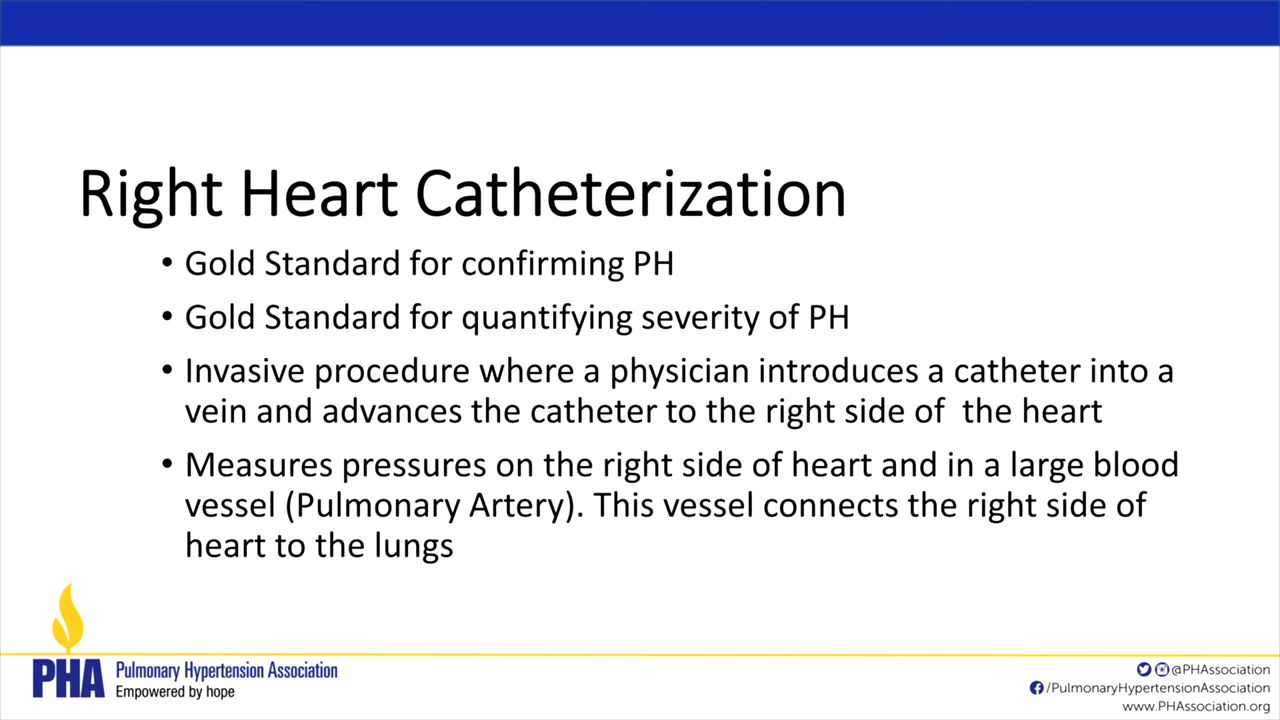 Right Heart Catheterization
• Gold Standard for confirming PH
• Gold Standard for quantifying severity of PH
• Invasive procedure where a physician introduces a catheter into a
vein and advances the catheter to the right side of  the heart
• Measures pressures on the right side of heart and in a large blood
vessel (Pulmonary Artery). This vessel connects the right side of
heart to the lungs
PHA
Pulmonary Hypertension Association
Empowered by hope
@PHAssociation
/PulmonaryHypertensionAssociation
www.PHAssociation.org